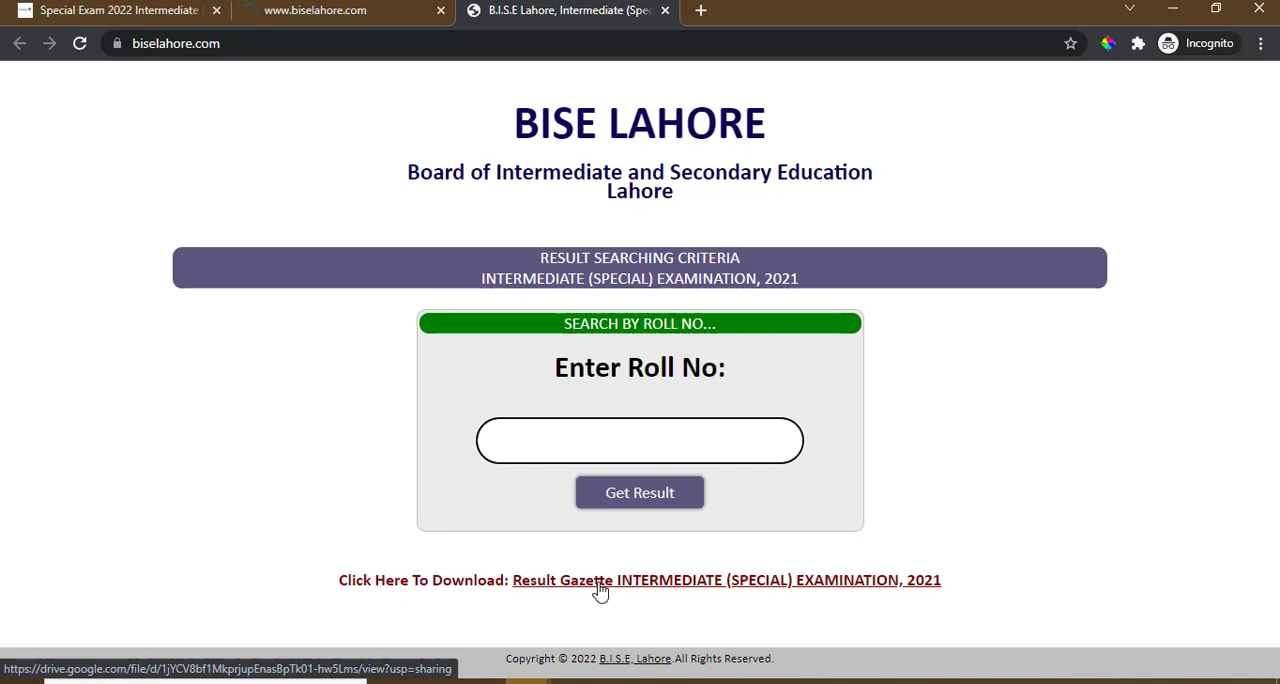 Special Exam 2022 Intermediate
www.biselahore.com
B.I.S.E Lahore, Intermediate (Spec
biselahore.com
Incognito
BISE LAHORE
Board of Intermediate and Secondary Education
Lahore
RESULT SEARCHING CRITERIA
INTERMEDIATE (SPECIAL) EXAMINATION, 2021
SEARCH BY ROLL NO...
Enter Roll No:
Get Result
Click Here To Download: Result Gazette INTERMEDIATE (SPECIAL) EXAMINATION, 2021
Copyright © 2022 B.I.S.E, Lahore.All Rights Reserved.
https://drive.google.com/file/d/1jYCV8bf1MkprjupEnasBpTk01-hw5Lms/view?usp=sharing